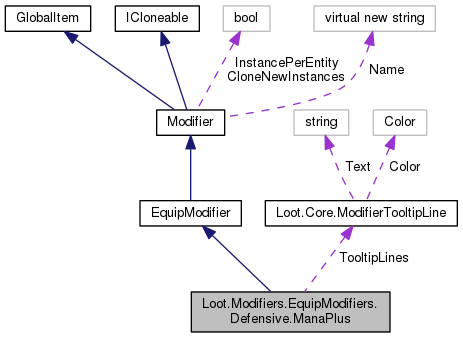 GlobalItem
ICloneable
bool
virtual new string
InstancePerEntity
CloneNewInstances
Name
Modifier
string
Color
Text
Color
EquipModifier
Loot.Core.ModifierTooltipLine
TooltipLines
Loot.Modifiers.EquipModifiers.
Defensive.ManaPlus